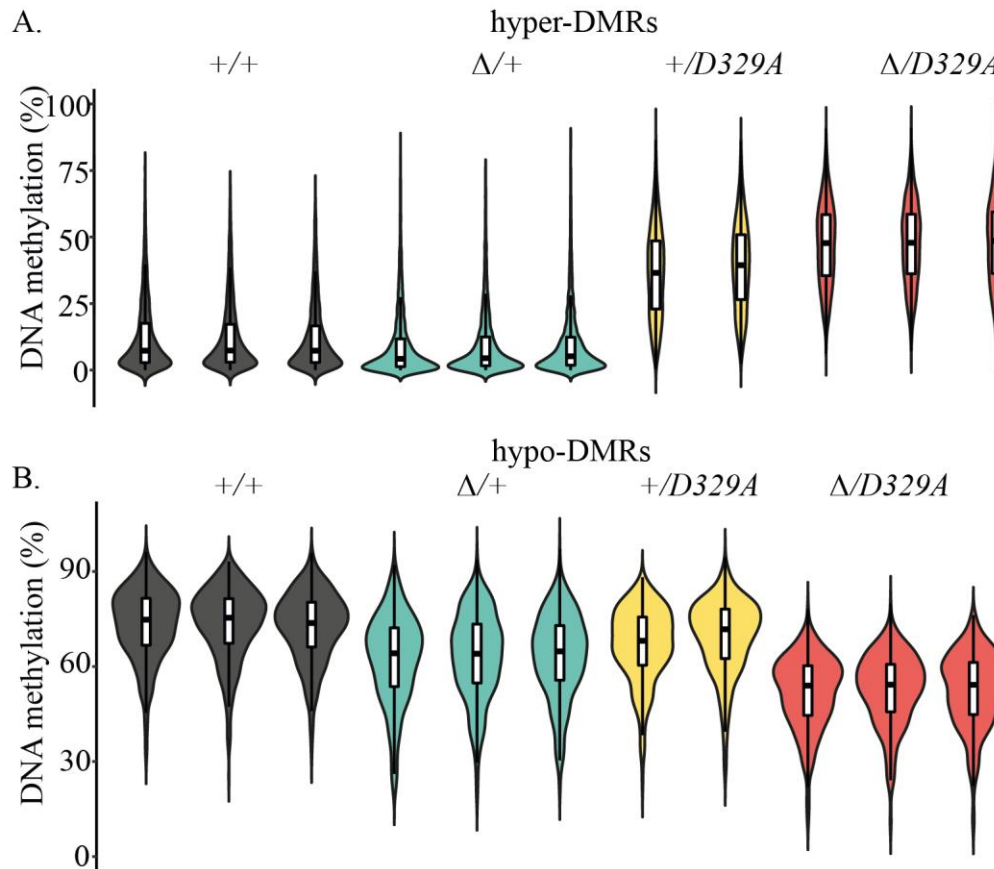 A.
hyper-DMRs
+/+ Δ/+ +/D329A Δ/D329A
DNA methylation (%)
100
75
50
25
0
B.
hypo-DMRs
+/+ Δ/+ +/D329A Δ/D329A
DNA methylation (%)
90
60
30
0